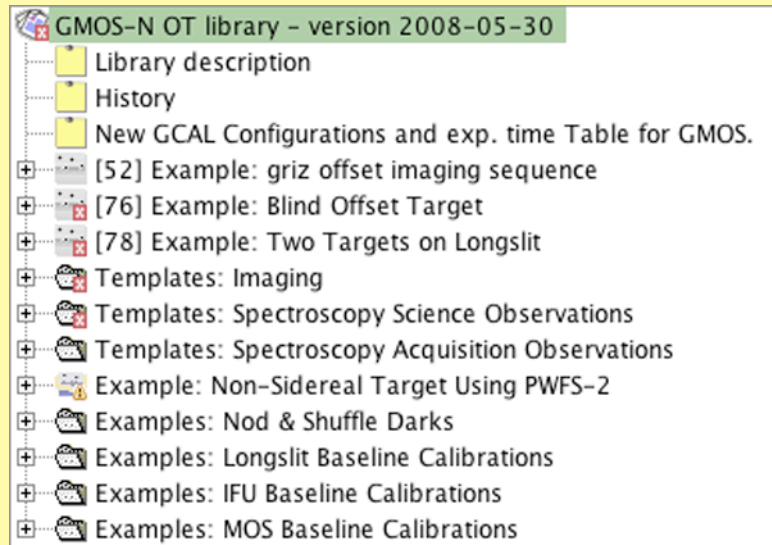 GMOS-N OT library - version 2008-05-30
Library description
History
New GCAL Configurations and exp. time Table for GMOS.
[52] Example: griz offset imaging sequence
[76] Example: Blind Offset Target
[78] Example: Two Targets on Longslit
Templates: Imaging
Templates: Spectroscopy Science Observations
Templates: Spectroscopy Acquisition Observations
Example: Non-Sidereal Target Using PWFS-2
Examples: Nod & Shuffle Darks
Examples: Longslit Baseline Calibrations
Examples: IFU Baseline Calibrations
Examples: MOS Baseline Calibrations